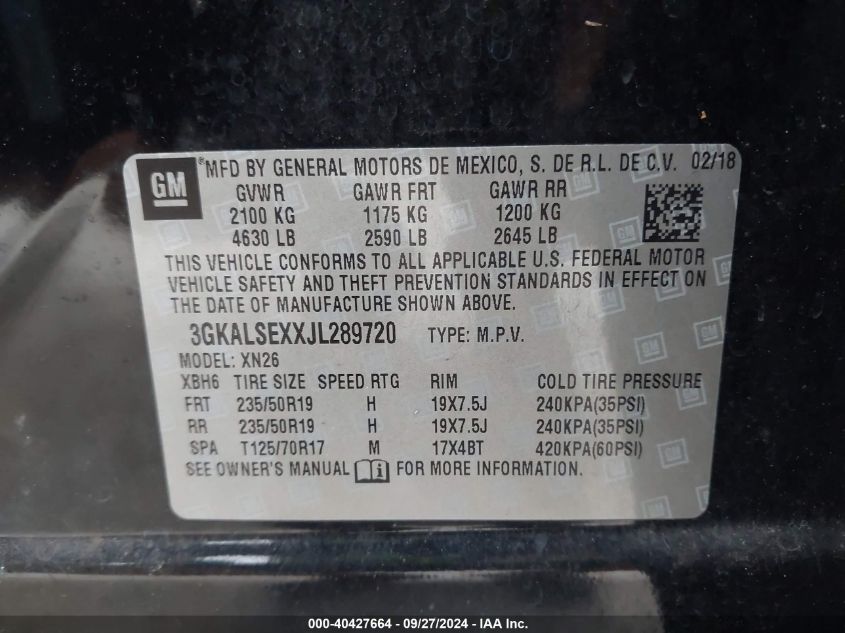 GM
®MFD BY GENERAL MOTORS DE MEXICO, S. DE R.L. DE C.V. 02/18
GVWR GAWR FRT GAWR RR
2100 KG 1175 KG 1200 KG
4630 LB 2590 LB 2645 LB
THIS VEHICLE CONFORMS TO ALL APPLICABLE U.S. FEDERAL MOTOR
VEHICLE SAFETY AND THEFT PREVENTION STANDARDS IN EFFECT ON
THE DATE OF MANUFACTURE SHOWN ABOVE.
3GKALSEXXJL289720 TYPE: M.P.V.
MODEL: XN26
XBH6 TIRE SIZE SPEED RTG RIM COLD TIRE PRESSURE
FRT 235/50R19 H 19X7.5J 240KPA(35PSI)
RR 235/50R19 H 19X7.5J 240KPA(35PSI)
SPA T125/70R17 M 17X4BT 420KPA(60PSI)
SEE OWNER'S MANUAL i FOR MORE INFORMATION.
000-40427664 - 09/27/2024 - IAA, Inc.